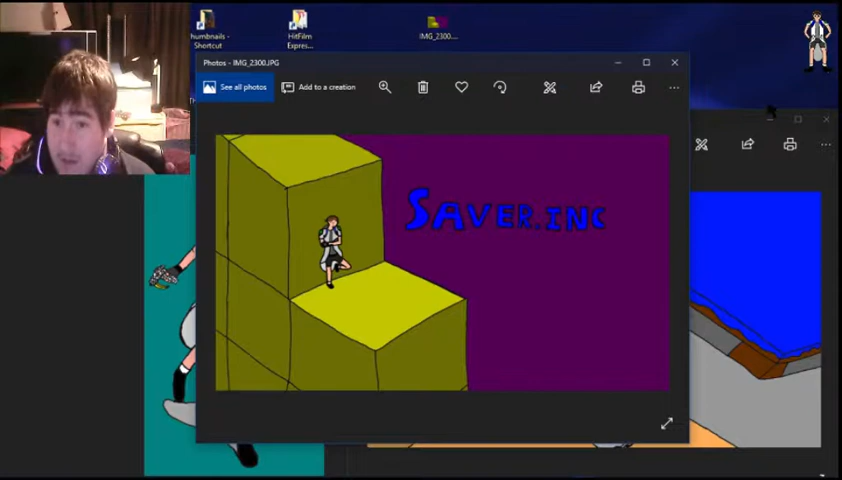 humbnails -
Shortcut
HitFilm
Expres...
IMG_2300....
Photos - IMG_2300.JPG
See all photos
Add to a creation
SAVER.INC